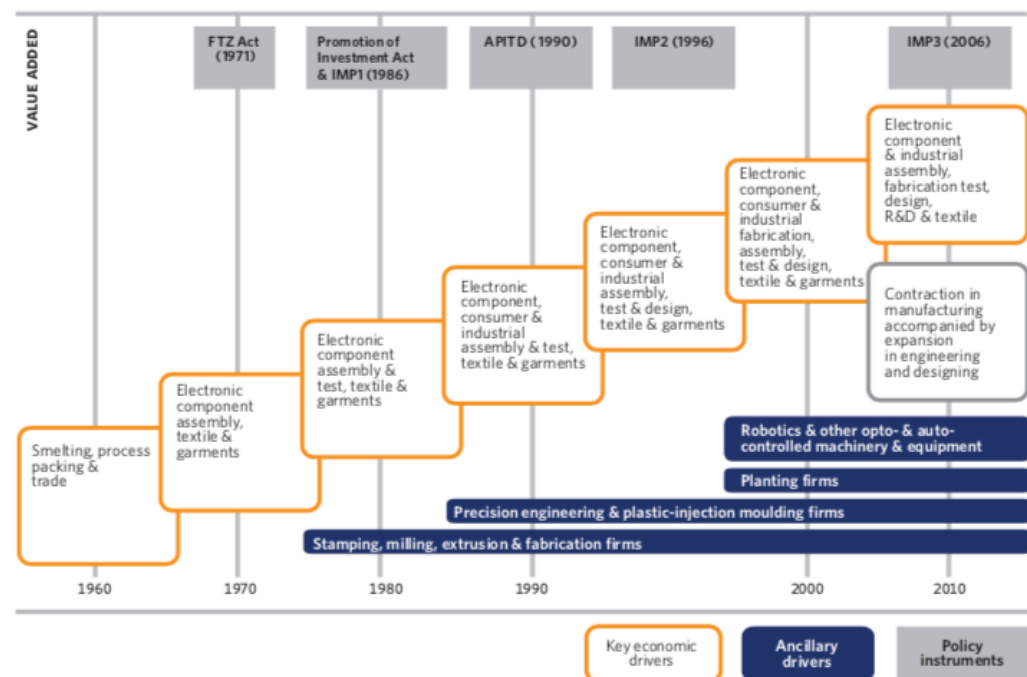 VALUE ADDED
FTZ Act
(1971)
Promotion of
Investment Act
& IMP1 (1986)
APITD (1990)
IMP2 (1996)
IMP3 (2006)
Electronic
component
& industrial
assembly,
fabrication test,
design,
R&D & textile
Electronic
component,
consumer &
industrial
fabrication,
assembly,
test & design,
textile & garments
Electronic
component,
consumer &
industrial
assembly,
test & design,
textile & garments
Electronic
component,
consumer &
industrial
assembly & test,
textile & garments
Electronic
component
assembly &
test, textile &
garments
Electronic
component
assembly,
textile &
garments
Smelting, process
packing &
trade
Contraction in
manufacturing
accompanied by
expansion
in engineering
and designing
Robotics & other opto- & auto-
controlled machinery & equipment
Planting firms
Precision engineering & plastic-injection moulding firms
Stamping, milling, extrusion & fabrication firms
1960
1970
1980
1990
2000
2010
Key economic
drivers
Ancillary
drivers
Policy
instruments